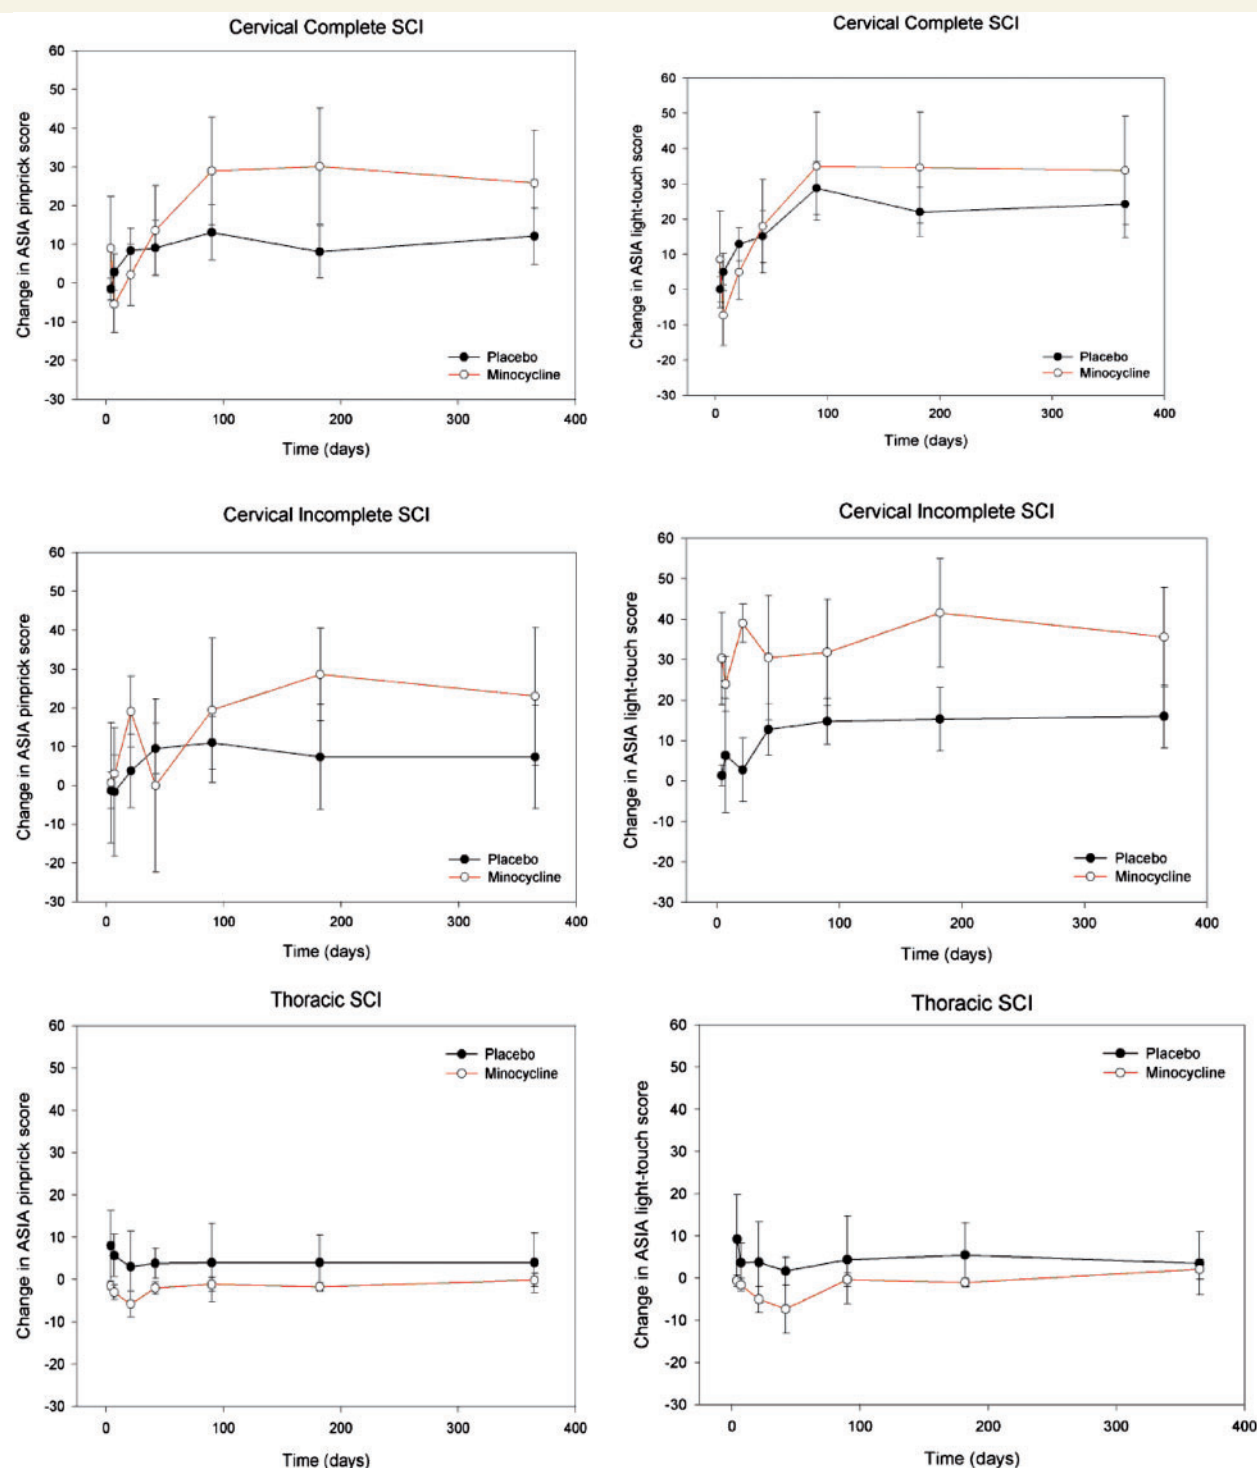 Cervical Complete SCI
Change in ASIA pinprick score
60
50
40
30
20
10
0
-10
-20
-30
Placebo
Minocycline
0 100 200 300 400
Time (days)
Cervical Complete SCI
Change in ASIA light-touch score
60
50
40
30
20
10
0
-10
-20
-30
Placebo
Minocycline
0 100 200 300 400
Time (days)
Cervical Incomplete SCI
Change in ASIA pinprick score
60
50
40
30
20
10
0
-10
-20
-30
Placebo
Minocycline
0 100 200 300 400
Time (days)
Cervical Incomplete SCI
Change in ASIA light-touch score
60
50
40
30
20
10
0
-10
-20
-30
Placebo
Minocycline
0 100 200 300 400
Time (days)
Thoracic SCI
Change in ASIA pinprick score
60
50
40
30
20
10
0
-10
-20
-30
Placebo
Minocycline
0 100 200 300 400
Time (days)
Thoracic SCI
Change in ASIA light-touch score
60
50
40
30
20
10
0
-10
-20
-30
Placebo
Minocycline
0 100 200 300 400
Time (days)